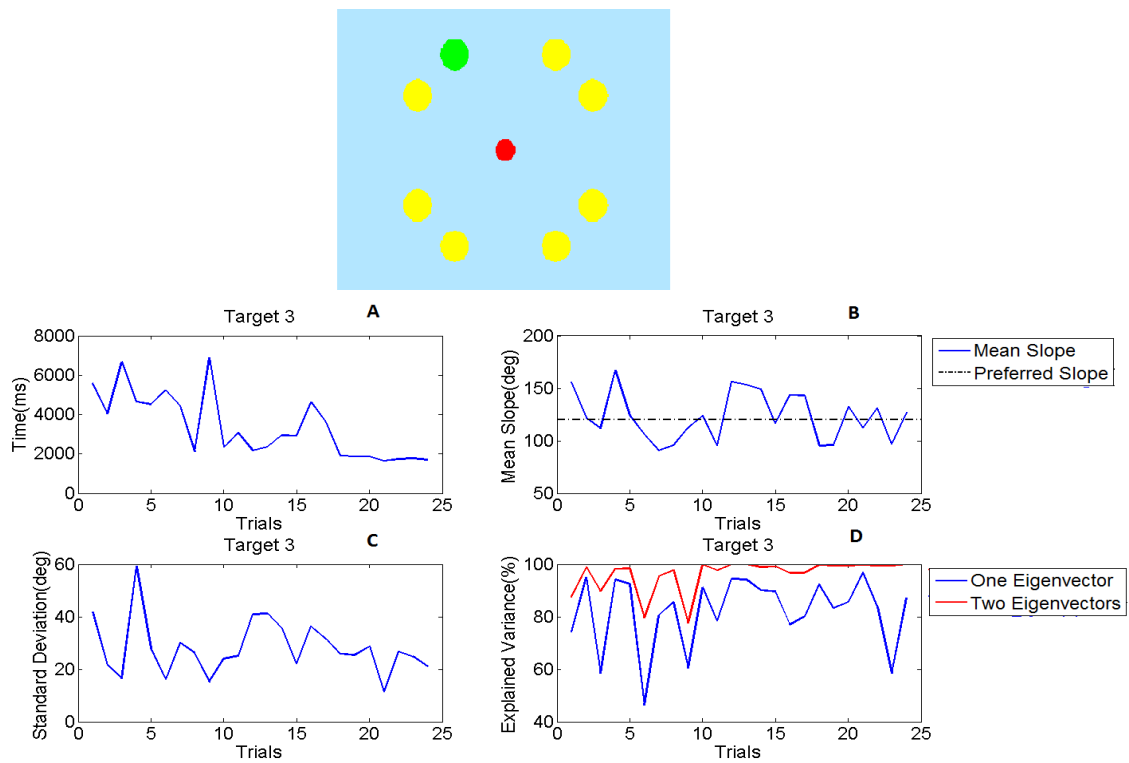 Target 3
A
8000
6000
4000
2000
0
Time(ms)
0 5 10 15 20 25
Trials
Target 3
B
200
150
100
50
Mean Slope(deg)
0 5 10 15 20 25
Trials
Mean Slope
Preferred Slope
Target 3
C
60
40
20
0
Standard Deviation(deg)
0 5 10 15 20 25
Trials
Target 3
D
100
80
60
40
Explained Variance(%)
0 5 10 15 20 25
Trials
One Eigenvector
Two Eigenvectors